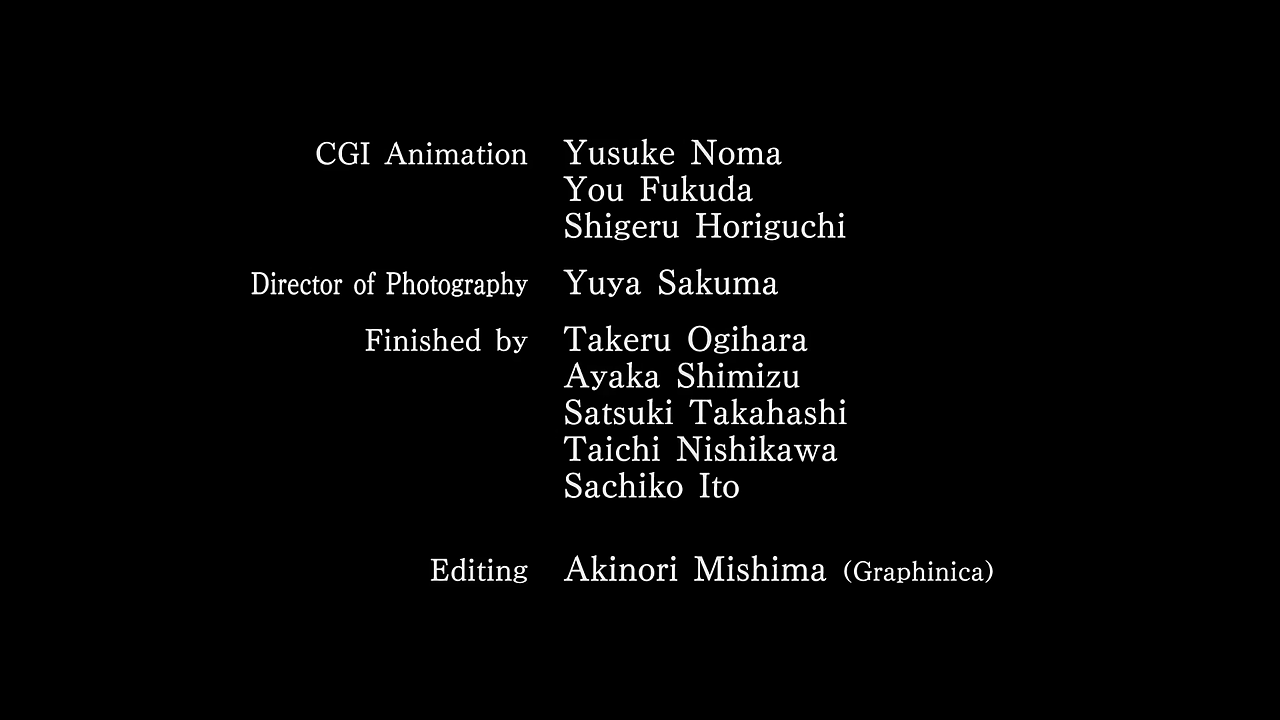 CGI Animation Yusuke Noma
You Fukuda
Shigeru Horiguchi
Director of Photography Yuya Sakuma
Finished by Takeru Ogihara
Ayaka Shimizu
Satsuki Takahashi
Taichi Nishikawa
Sachiko Ito
Editing Akinori Mishima (Graphinica)